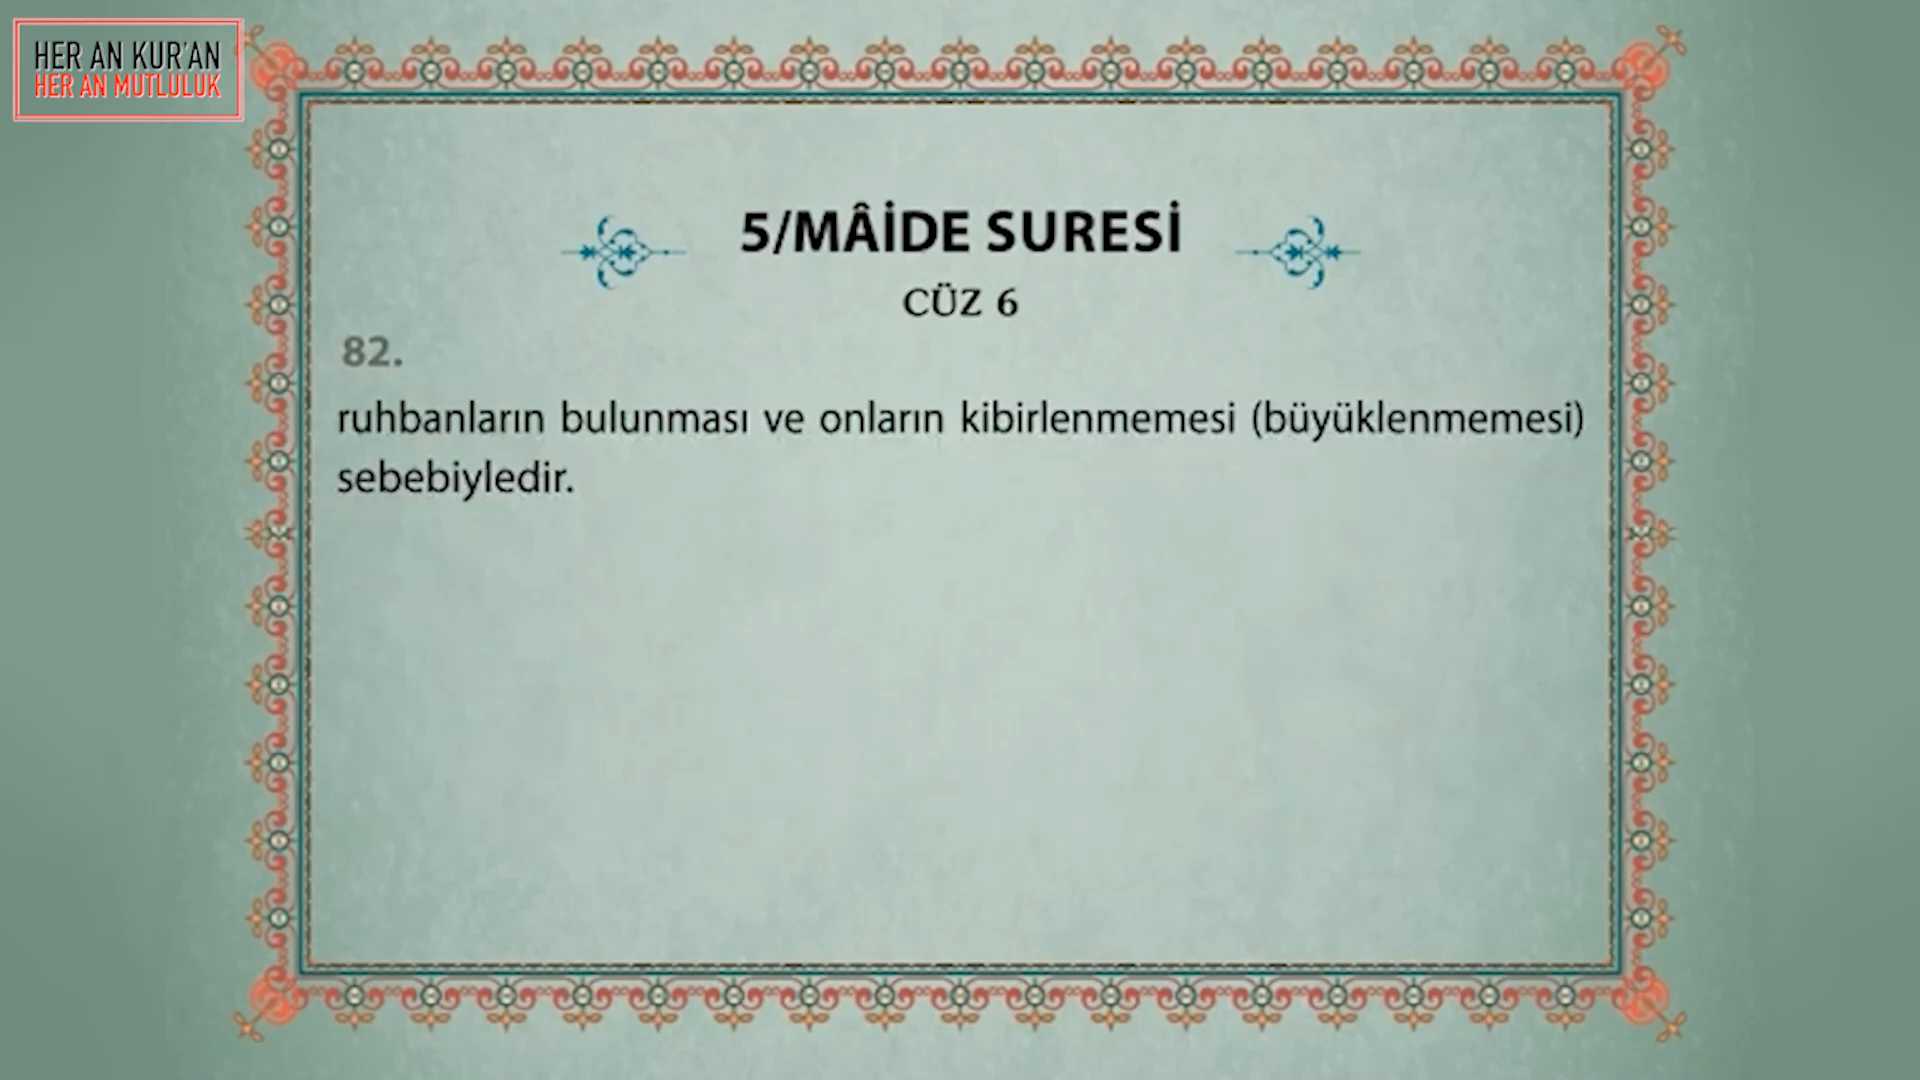 HER AN KUR'AN
HER AN MUTLULUK
5/MÂİDE SURESİ
CÜZ 6
82.
ruhbanların bulunması ve onların kibirlenmemesi (büyüklenmemesi)
sebebiyledir.